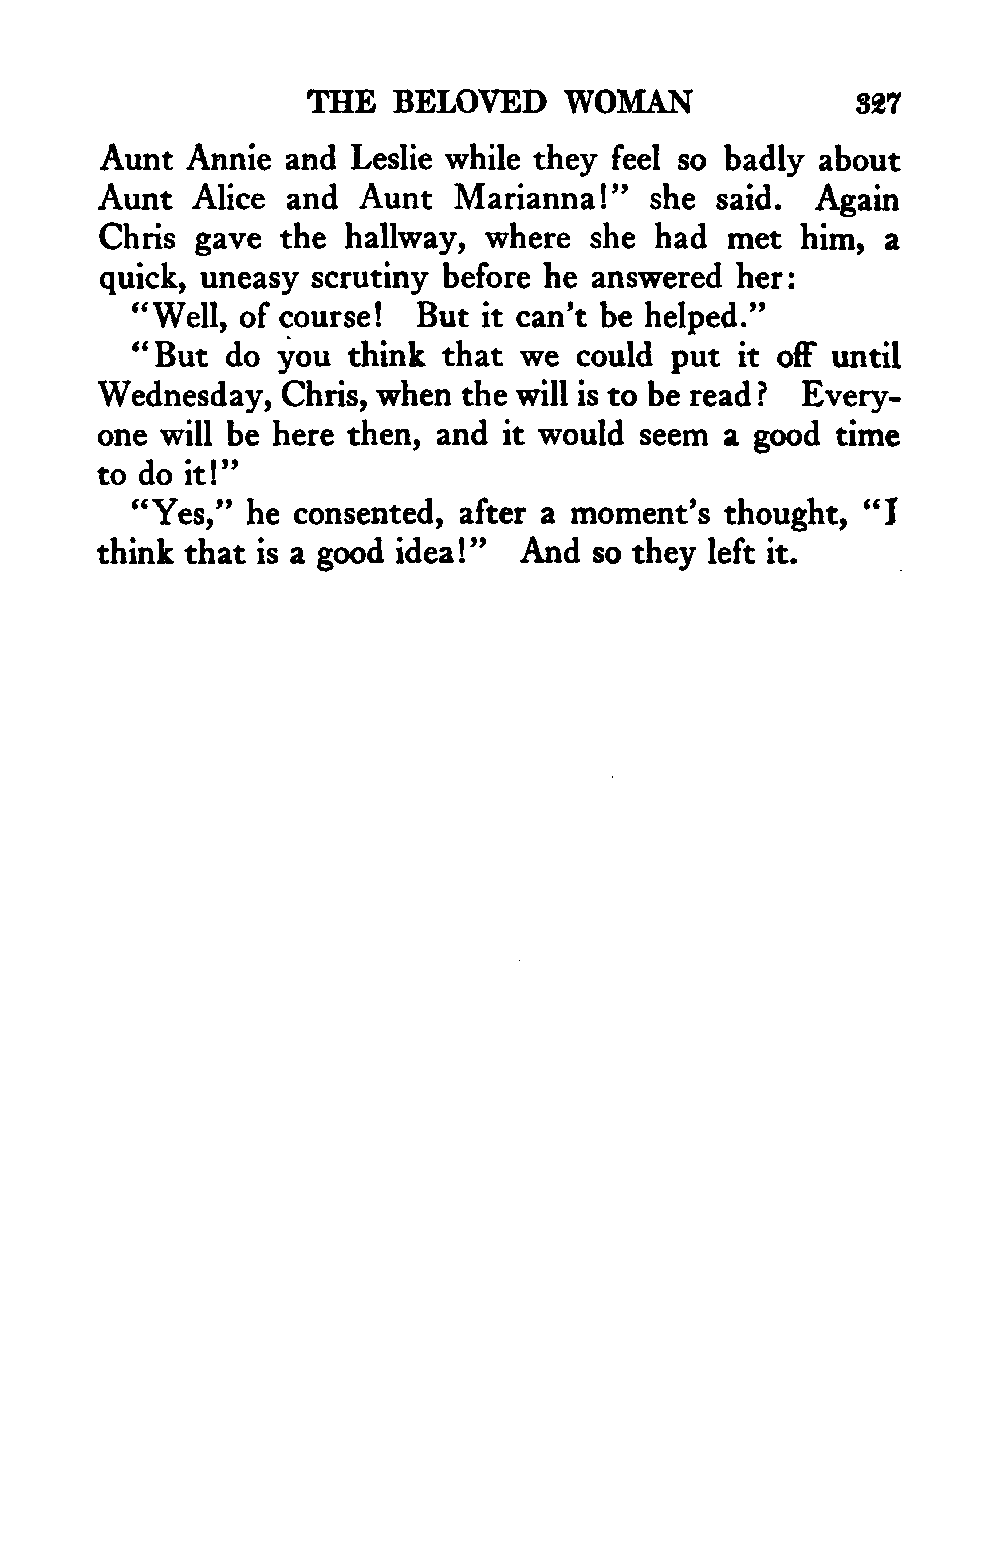 THE BELOVED WOMAN 327
Aunt Annie and Leslie while they feel so badly about
Aunt Alice and Aunt Marianna!” she said. Again
Chris gave the hallway, where she had met him, a
quick, uneasy scrutiny before he answered her:
“Well, of course! But it can’t be helped.”
“But do you think that we could put it off until
Wednesday, Chris, when the will is to be read? Every-
one will be here then, and it would seem a good time
to do it!”
“Yes,” he consented, after a moment’s thought, “I
think that is a good idea!” And so they left it.